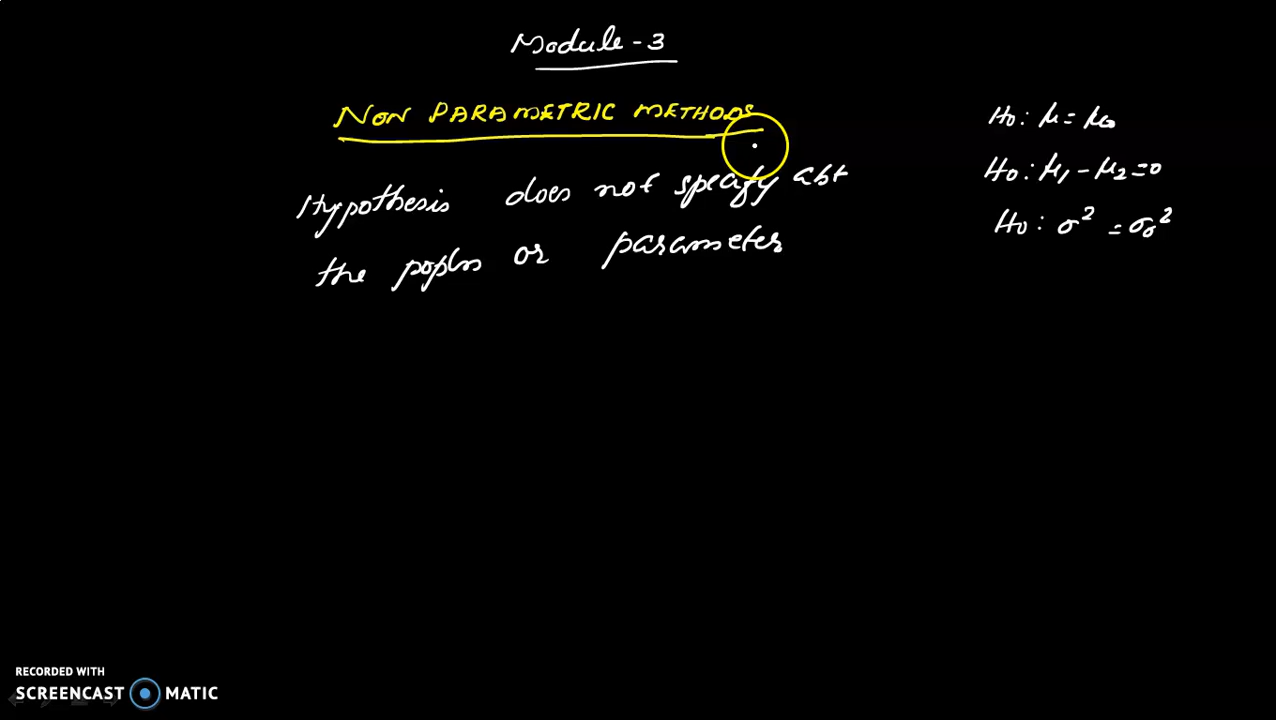 Module - 3
NON PARAMETRIC METHODS
Hypothesis does not specify abt
the popln or parameter
H₀ : μ = μ₀
H₀ : μ₁ - μ₂ = 0
H₀ : σ² = σ₀²
RECORDED WITH
SCREENCAST MATIC